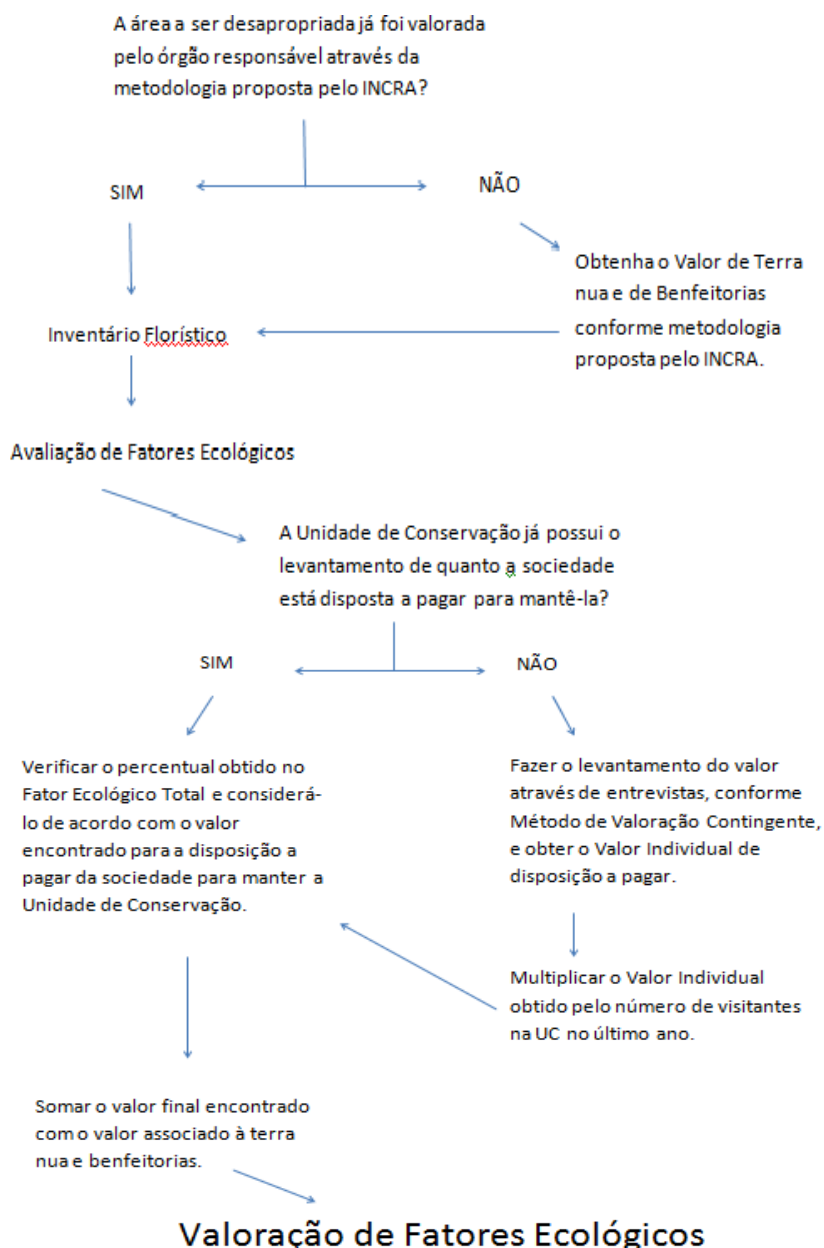 A área a ser desapropriada já foi valorada
pelo órgão responsável através da
metodologia proposta pelo INCRA?
SIM
NÃO
Obtenha o Valor de Terra
nua e de Benfeitorias
conforme metodologia
proposta pelo INCRA.
Inventário Florístico
Avaliação de Fatores Ecológicos
A Unidade de Conservação já possui o
levantamento de quanto a sociedade
está disposta a pagar para mantê-la?
SIM
NÃO
Verificar o percentual obtido no
Fator Ecológico Total e considerá-
lo de acordo com o valor
encontrado para a disposição a
pagar da sociedade para manter a
Unidade de Conservação.
Fazer o levantamento do valor
através de entrevistas, conforme
Método de Valoração Contingente,
e obter o Valor Individual de
disposição a pagar.
Multiplicar o Valor Individual
obtido pelo número de visitantes
na UC no último ano.
Somar o valor final encontrado
com o valor associado à terra
nua e benfeitorias.
Valoração de Fatores Ecológicos